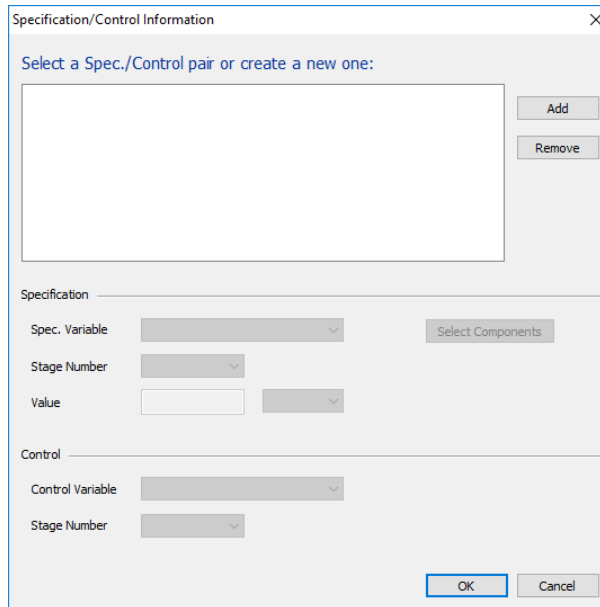 Specification/Control Information
Select a Spec./Control pair or create a new one:
Add
Remove
Specification
Spec. Variable
Select Components
Stage Number
Value
Control
Control Variable
Stage Number
OK
Cancel